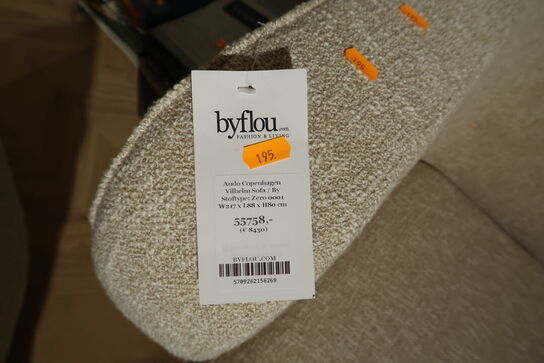 195
byflou.com
FASHION & LIVING
195.
Audo Copenhagen
Vilhelm Sofa / By
Stoftype: Zero 0001
W217 x L88 x H80 cm
55758,-
(€ 8430)
BYFLOU.COM
5709262156269